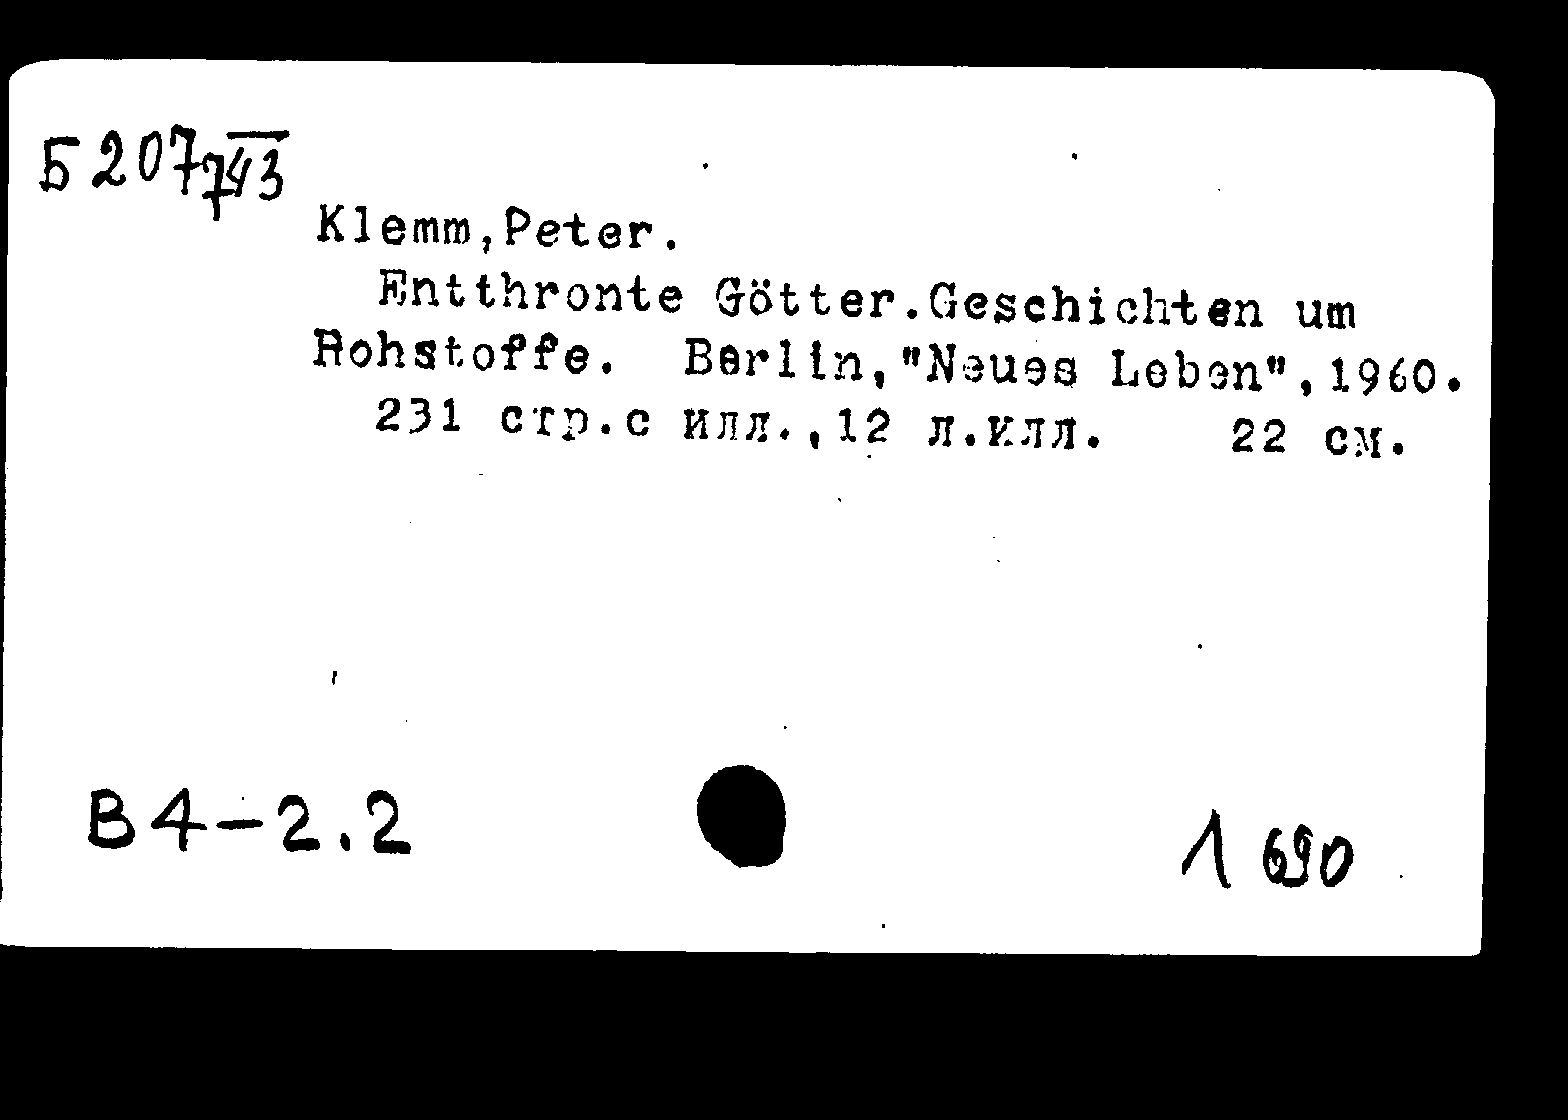 Б 207743
Klemm,Peter.
Entthronte Götter.Geschichten um
Rohstoffe. Berlin,"Neues Leben",1960.
231 стр.с илл.,12 л.илл. 22 см.
B4-2.2
1 690